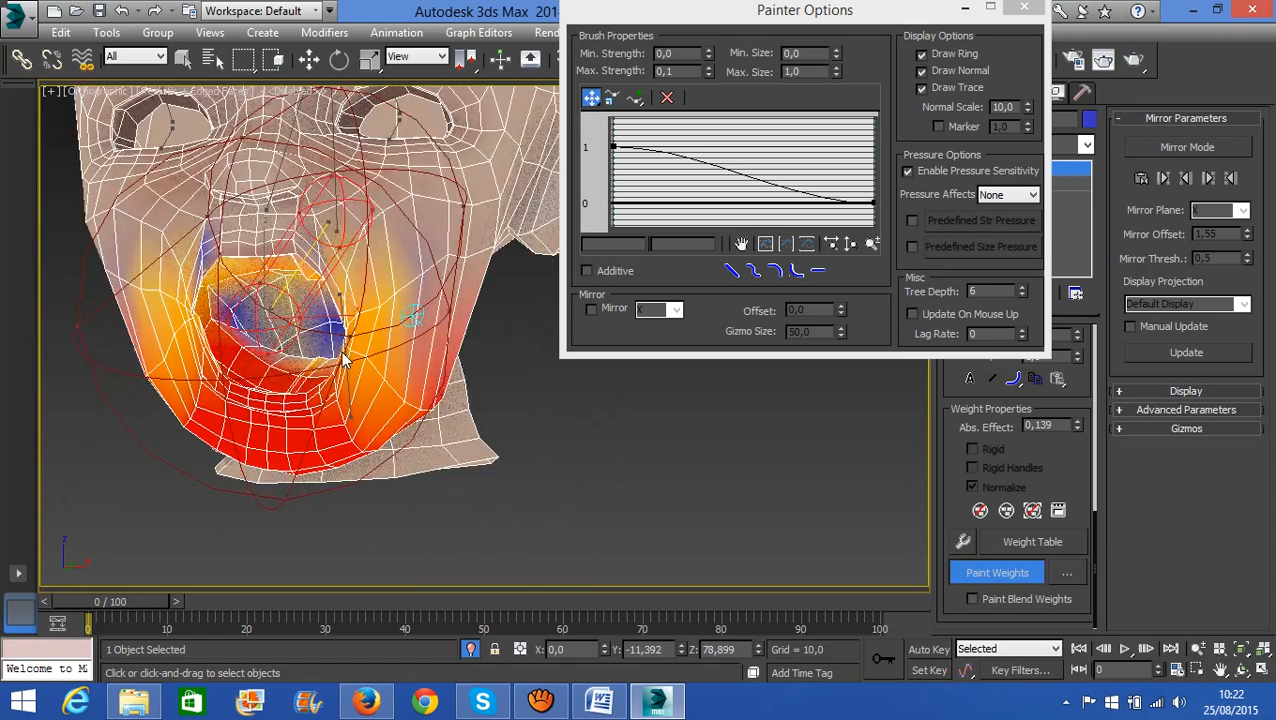 Workspace: Default
Autodesk 3ds Max 201
Edit Tools Group Views Create Modifiers Animation Graph Editors
All
View
Painter Options
Brush Properties
Min. Strength: 0,0 Min. Size: 0,0
Max. Strength: 0,1 Max. Size: 1,0
1
0
Additive
Mirror
Mirror X Offset: 0,0
Gizmo Size: 50,0
Display Options
Draw Ring
Draw Normal
Draw Trace
Normal Scale: 10,0
Marker 1,0
Pressure Options
Enable Pressure Sensitivity
Pressure Affects None
Predefined Str Pressure
Predefined Size Pressure
Misc
Tree Depth: 6
Update On Mouse Up
Lag Rate: 0
Weight Properties
Abs. Effect: 0,139
Rigid
Rigid Handles
Normalize
Weight Table
Paint Weights ...
Paint Blend Weights
- Mirror Parameters
Mirror Mode
Mirror Plane: X
Mirror Offset: 1,55
Mirror Thresh.: 0,5
Display Projection
Default Display
Manual Update
Update
+ Display
+ Advanced Parameters
+ Gizmos
z
x
< 0 / 100 >
0 10 20 30 40 50 60 70 80 90 100
1 Object Selected X: 0,0 Y: -11,392 Z: 78,899 Grid = 10,0 Auto Key Selected
Welcome to M Click or click-and-drag to select objects Add Time Tag Set Key Key Filters... 0
10:22
25/08/2015